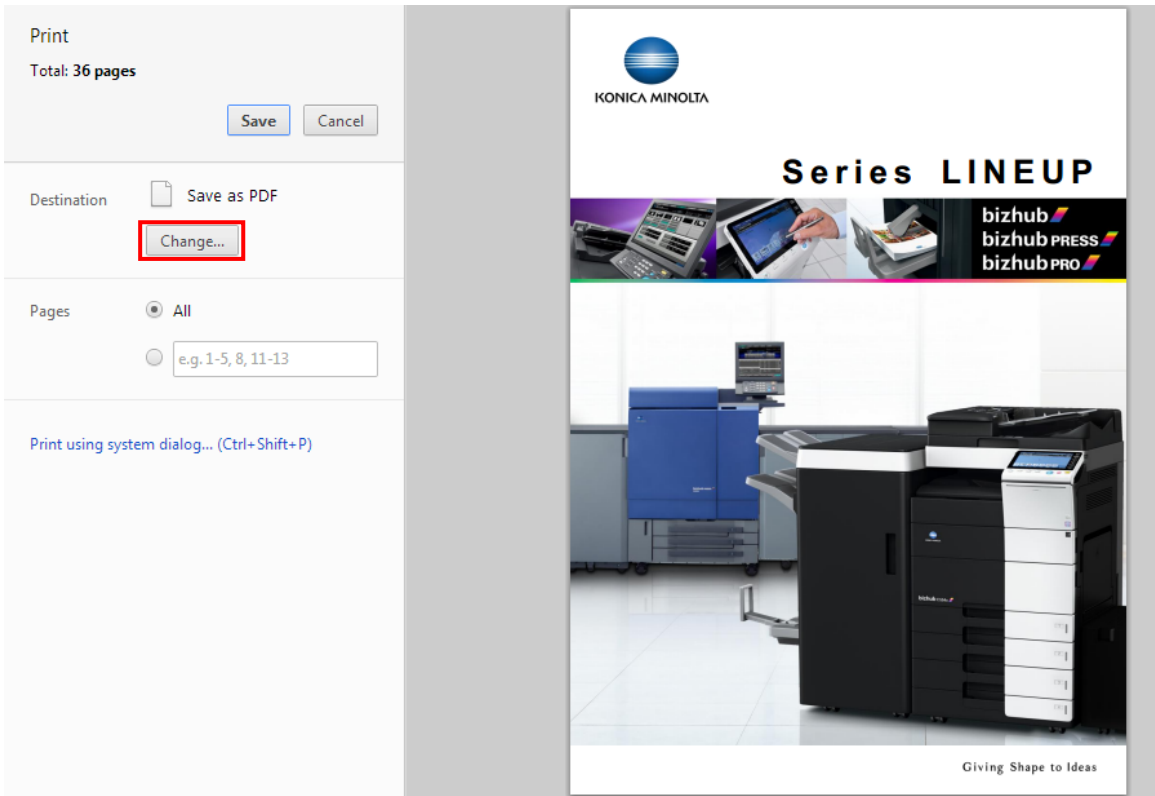 Print
Total: 36 pages
Save
Cancel
Destination
Save as PDF
Change...
Pages
All
e.g. 1-5, 8, 11-13
Print using system dialog... (Ctrl+Shift+P)
KONICA MINOLTA
Series LINEUP
bizhub
bizhub PRESS
bizhub PRO
bizhub
Giving Shape to Ideas